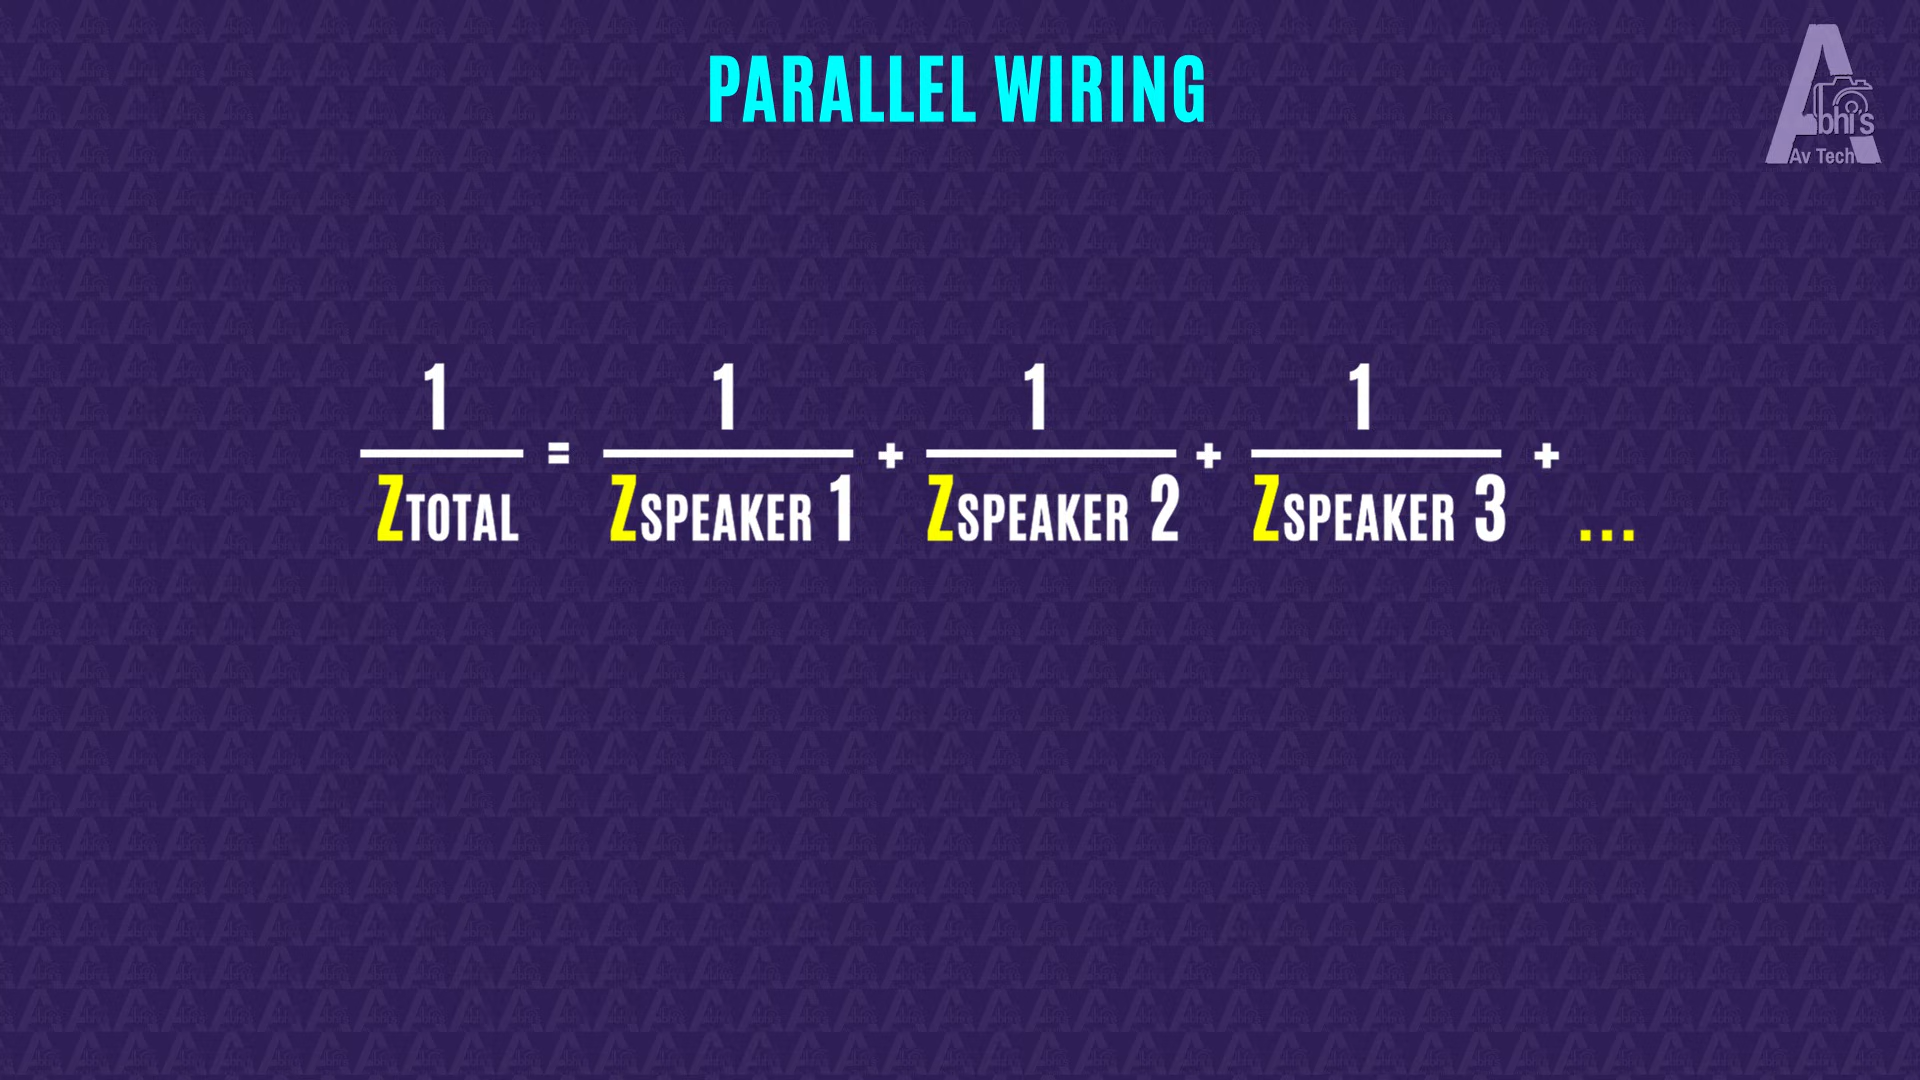 PARALLEL WIRING
Abhi's
Av Tech
1 1 1 1
= + + +
ZTOTAL ZSPEAKER 1 ZSPEAKER 2 ZSPEAKER 3 ...